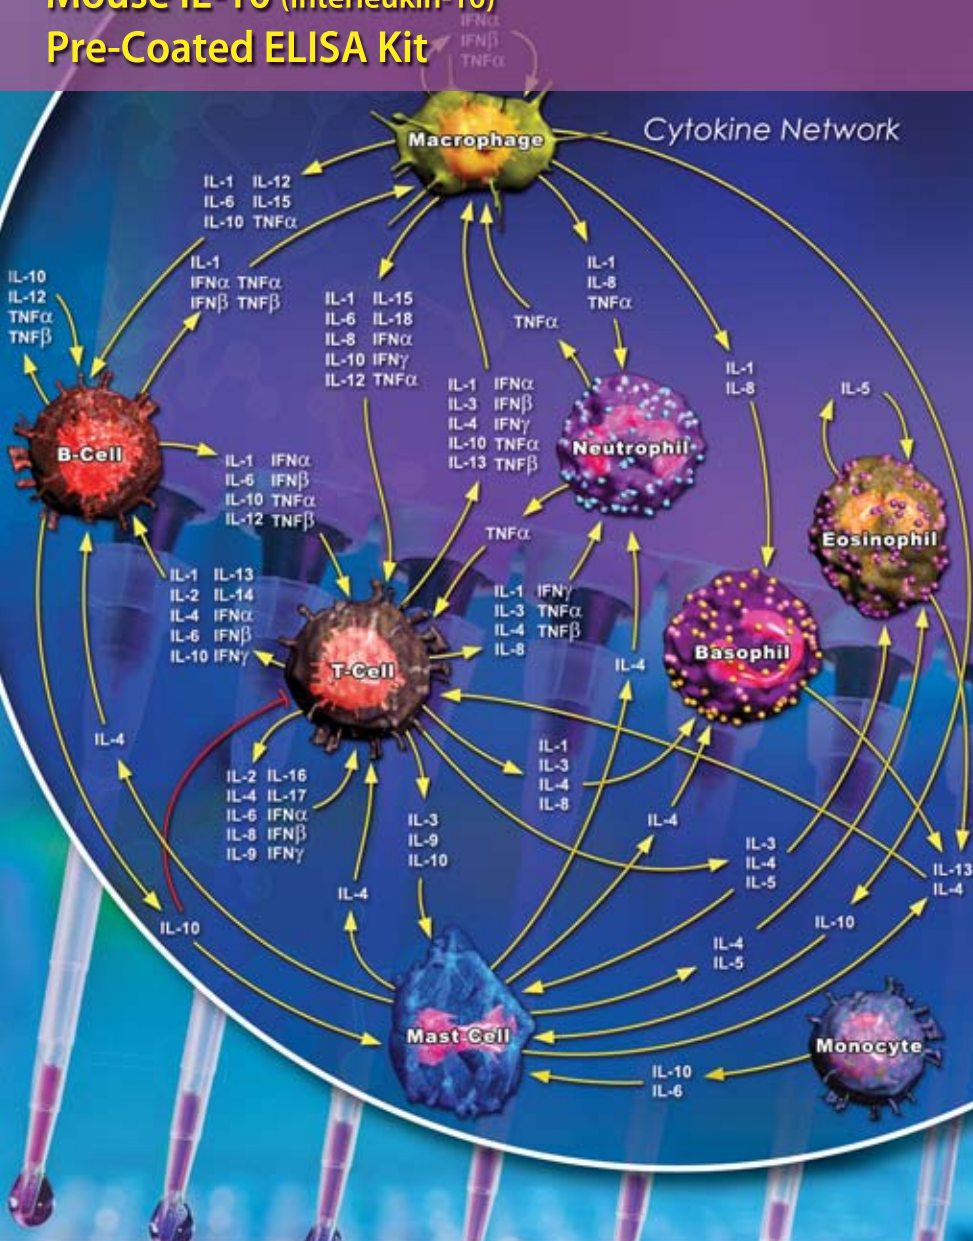 Mouse IL-10 (Interleukin-10)
Pre-Coated ELISA Kit
IFNα
IFNβ
TNFα
Cytokine Network
Macrophage
IL-1 IL-12
IL-6 IL-15
IL-10 TNFα
IL-1
IFNα TNFα
IFNβ TNFβ
IL-10
IL-12
TNFα
TNFβ
IL-1 IL-15
IL-6 IL-18
IL-8 IFNα
IL-10 IFNγ
IL-12 TNFα
IL-1
IL-8
TNFα
TNFα
IL-1 IFNα
IL-3 IFNβ
IL-4 IFNγ
IL-10 TNFα
IL-13 TNFβ
IL-1
IL-8
IL-5
B-Cell
Neutrophil
IL-1 IFNα
IL-6 IFNβ
IL-10 TNFα
IL-12 TNFβ
TNFα
Eosinophil
IL-1 IL-13
IL-2 IL-14
IL-4 IFNα
IL-6 IFNβ
IL-10 IFNγ
IL-1 IFNγ
IL-3 TNFα
IL-4 TNFβ
IL-8
T-Cell
IL-4
Basophil
IL-4
IL-2 IL-16
IL-4 IL-17
IL-6 IFNα
IL-8 IFNβ
IL-9 IFNγ
IL-1
IL-3
IL-4
IL-8
IL-3
IL-9
IL-10
IL-4
IL-3
IL-4
IL-5
IL-13
IL-4
IL-4
IL-10
IL-10
IL-4
IL-5
Mast-Cell
Monocyte
IL-10
IL-6